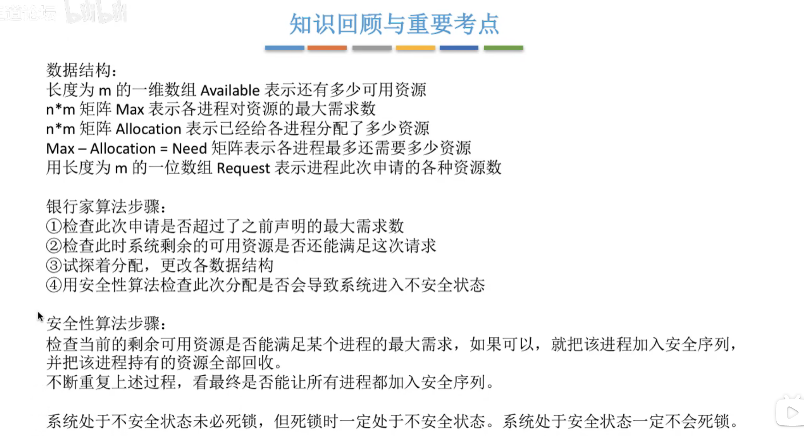 知识回顾与重要考点
数据结构：
长度为 m 的一维数组 Available 表示还有多少可用资源
n*m 矩阵 Max 表示各进程对资源的最大需求数
n*m 矩阵 Allocation 表示已经给各进程分配了多少资源
Max – Allocation = Need 矩阵表示各进程最多还需要多少资源
用长度为 m 的一位数组 Request 表示进程此次申请的各种资源数
银行家算法步骤：
①检查此次申请是否超过了之前声明的最大需求数
②检查此时系统剩余的可用资源是否还能满足这次请求
③试探着分配，更改各数据结构
④用安全性算法检查此次分配是否会导致系统进入不安全状态
安全性算法步骤：
检查当前的剩余可用资源是否能满足某个进程的最大需求，如果可以，就把该进程加入安全序列，
并把该进程持有的资源全部回收。
不断重复上述过程，看最终是否能让所有进程都加入安全序列。
系统处于不安全状态未必死锁，但死锁时一定处于不安全状态。系统处于安全状态一定不会死锁。